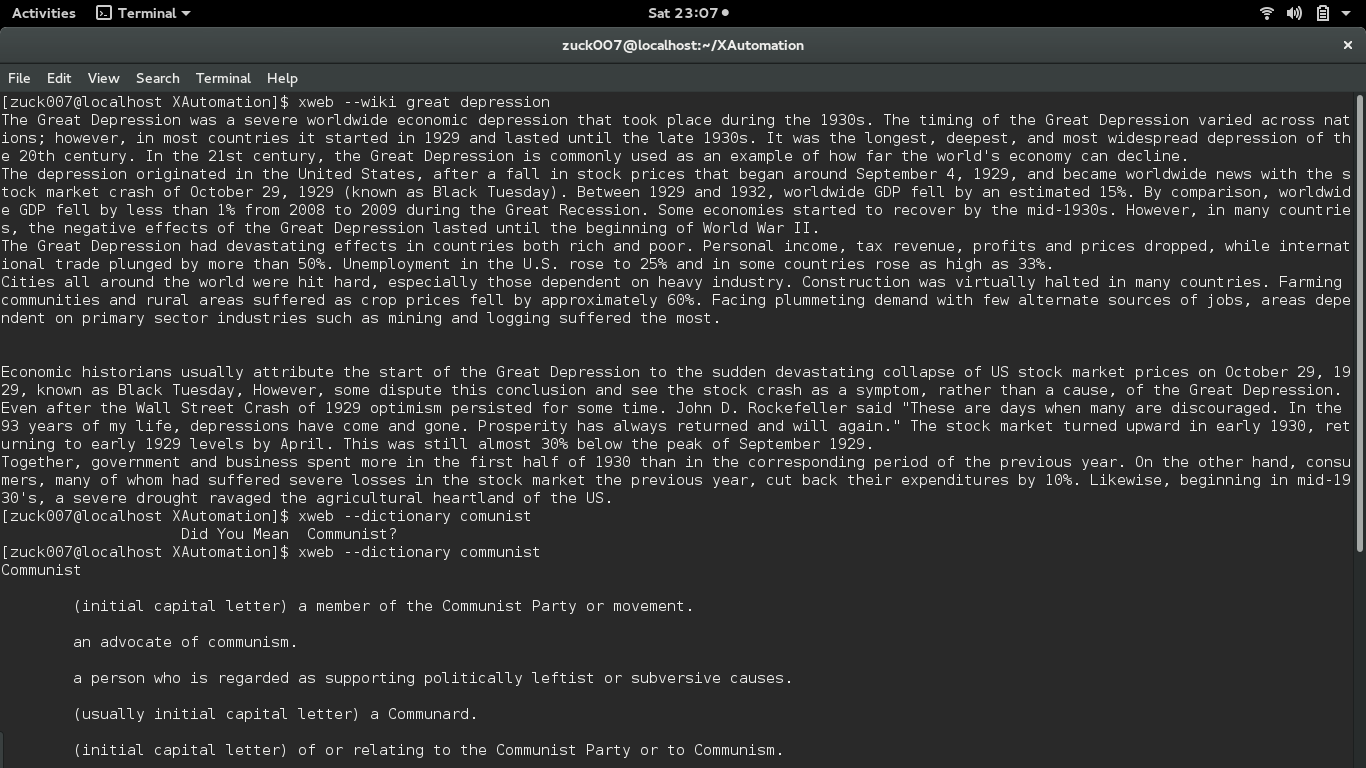 Activities Terminal Sat 23:07
zuck007@localhost:~/XAutomation ×
File Edit View Search Terminal Help
[zuck007@localhost XAutomation]$ xweb --wiki great depression
The Great Depression was a severe worldwide economic depression that took place during the 1930s. The timing of the Great Depression varied across nat
ions; however, in most countries it started in 1929 and lasted until the late 1930s. It was the longest, deepest, and most widespread depression of th
e 20th century. In the 21st century, the Great Depression is commonly used as an example of how far the world's economy can decline.
The depression originated in the United States, after a fall in stock prices that began around September 4, 1929, and became worldwide news with the s
tock market crash of October 29, 1929 (known as Black Tuesday). Between 1929 and 1932, worldwide GDP fell by an estimated 15%. By comparison, worldwid
e GDP fell by less than 1% from 2008 to 2009 during the Great Recession. Some economies started to recover by the mid-1930s. However, in many countrie
s, the negative effects of the Great Depression lasted until the beginning of World War II.
The Great Depression had devastating effects in countries both rich and poor. Personal income, tax revenue, profits and prices dropped, while internat
ional trade plunged by more than 50%. Unemployment in the U.S. rose to 25% and in some countries rose as high as 33%.
Cities all around the world were hit hard, especially those dependent on heavy industry. Construction was virtually halted in many countries. Farming
communities and rural areas suffered as crop prices fell by approximately 60%. Facing plummeting demand with few alternate sources of jobs, areas depe
ndent on primary sector industries such as mining and logging suffered the most.
Economic historians usually attribute the start of the Great Depression to the sudden devastating collapse of US stock market prices on October 29, 19
29, known as Black Tuesday, However, some dispute this conclusion and see the stock crash as a symptom, rather than a cause, of the Great Depression.
Even after the Wall Street Crash of 1929 optimism persisted for some time. John D. Rockefeller said "These are days when many are discouraged. In the
93 years of my life, depressions have come and gone. Prosperity has always returned and will again." The stock market turned upward in early 1930, ret
urning to early 1929 levels by April. This was still almost 30% below the peak of September 1929.
Together, government and business spent more in the first half of 1930 than in the corresponding period of the previous year. On the other hand, consu
mers, many of whom had suffered severe losses in the stock market the previous year, cut back their expenditures by 10%. Likewise, beginning in mid-19
30's, a severe drought ravaged the agricultural heartland of the US.
[zuck007@localhost XAutomation]$ xweb --dictionary comunist
Did You Mean  Communist?
[zuck007@localhost XAutomation]$ xweb --dictionary communist
Communist
(initial capital letter) a member of the Communist Party or movement.
an advocate of communism.
a person who is regarded as supporting politically leftist or subversive causes.
(usually initial capital letter) a Communard.
(initial capital letter) of or relating to the Communist Party or to Communism.